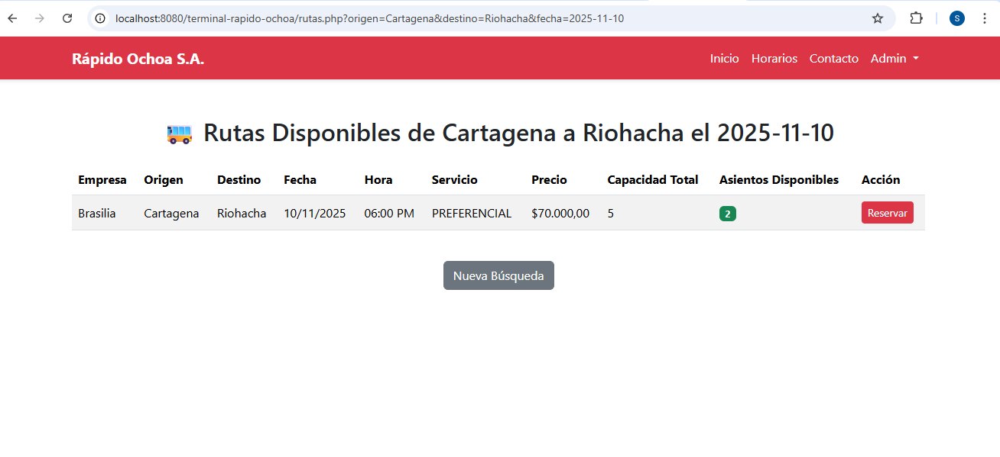 localhost:8080/terminal-rapido-ochoa/rutas.php?origen=Cartagena&destino=Riohacha&fecha=2025-11-10
S
Rápido Ochoa S.A. Inicio Horarios Contacto Admin
Rutas Disponibles de Cartagena a Riohacha el 2025-11-10
Empresa Origen Destino Fecha Hora Servicio Precio Capacidad Total Asientos Disponibles Acción
Brasilia Cartagena Riohacha 10/11/2025 06:00 PM PREFERENCIAL $70.000,00 5 2 Reservar
Nueva Búsqueda